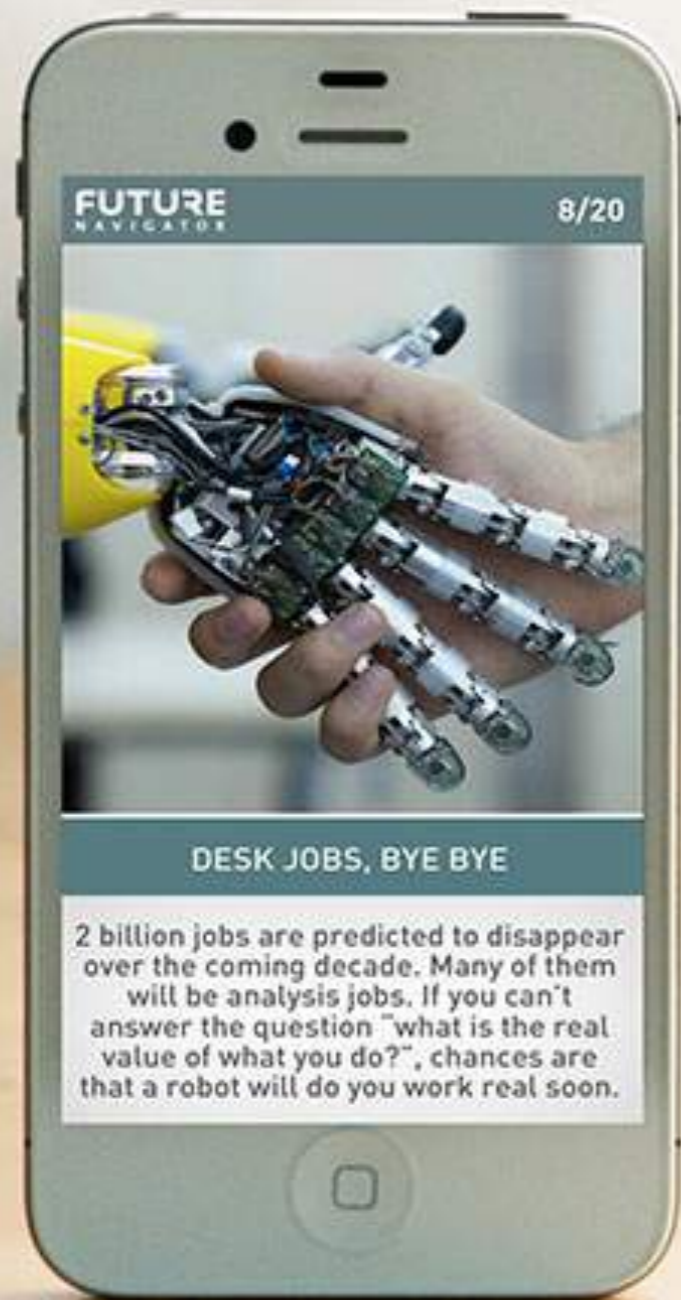 FUTURE
NAVIGATOR
8/20
DESK JOBS, BYE BYE
2 billion jobs are predicted to disappear
over the coming decade. Many of them
will be analysis jobs. If you can't
answer the question "what is the real
value of what you do?", chances are
that a robot will do you work real soon.